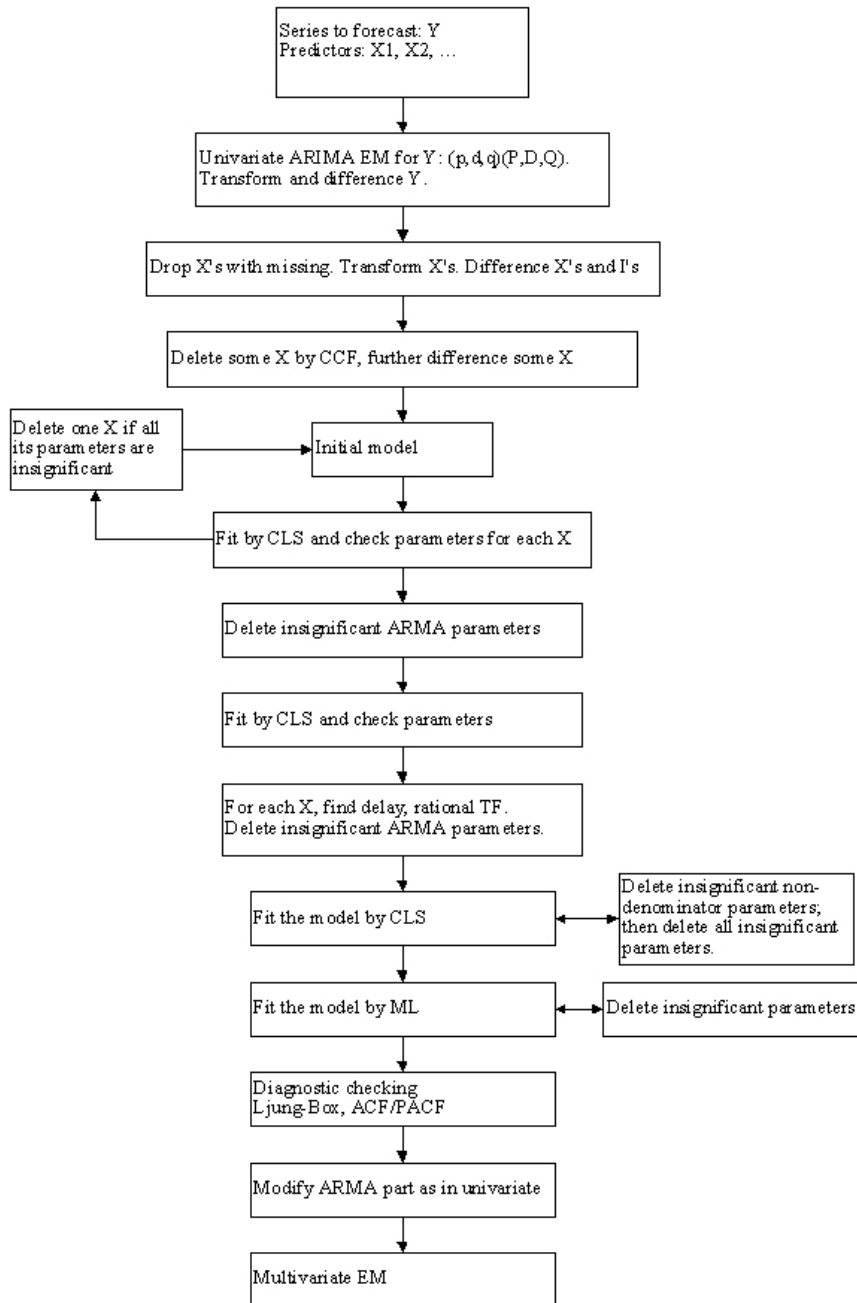 Series to forecast: Y
Predictors: X1, X2, ...
Univariate ARIMA EM for Y: (p,d,q)(P,D,Q).
Transform and difference Y.
Drop X's with missing. Transform X's. Difference X's and I's
Delete some X by CCF, further difference some X
Delete one X if all
its parameters are
insignificant
Initial model
Fit by CLS and check parameters for each X
Delete insignificant ARMA parameters
Fit by CLS and check parameters
For each X, find delay, rational TF.
Delete insignificant ARMA parameters.
Fit the model by CLS
Delete insignificant non-
denominator parameters;
then delete all insignificant
parameters.
Fit the model by ML
Delete insignificant parameters
Diagnostic checking
Ljung-Box, ACF/PACF
Modify ARMA part as in univariate
Multivariate EM